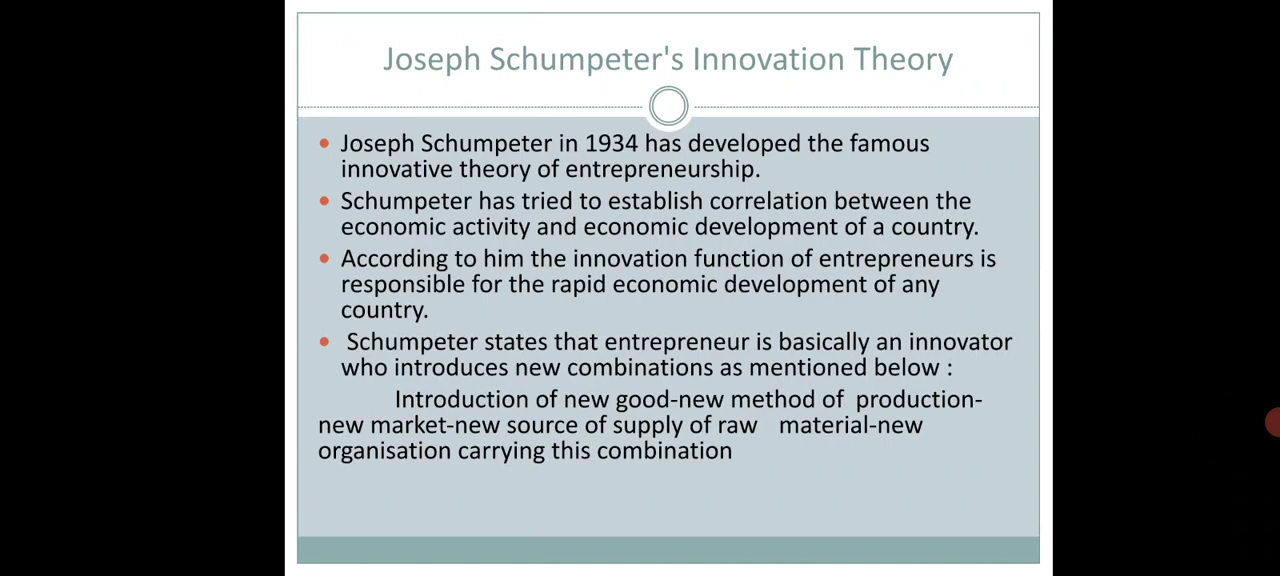 Joseph Schumpeter's Innovation Theory
Joseph Schumpeter in 1934 has developed the famous
innovative theory of entrepreneurship.
Schumpeter has tried to establish correlation between the
economic activity and economic development of a country.
According to him the innovation function of entrepreneurs is
responsible for the rapid economic development of any
country.
Schumpeter states that entrepreneur is basically an innovator
who introduces new combinations as mentioned below :
Introduction of new good-new method of production-
new market-new source of supply of raw material-new
organisation carrying this combination